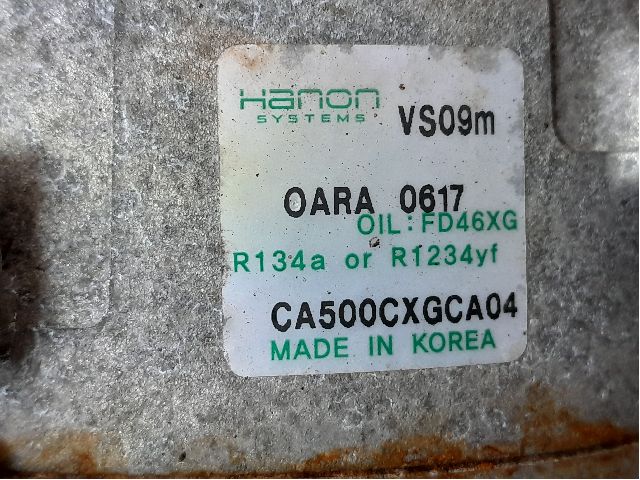 Hanon
SYSTEMS
VS09m
OARA 0617
OIL:FD46XG
R134a or R1234yf
CA500CXGCA04
MADE IN KOREA